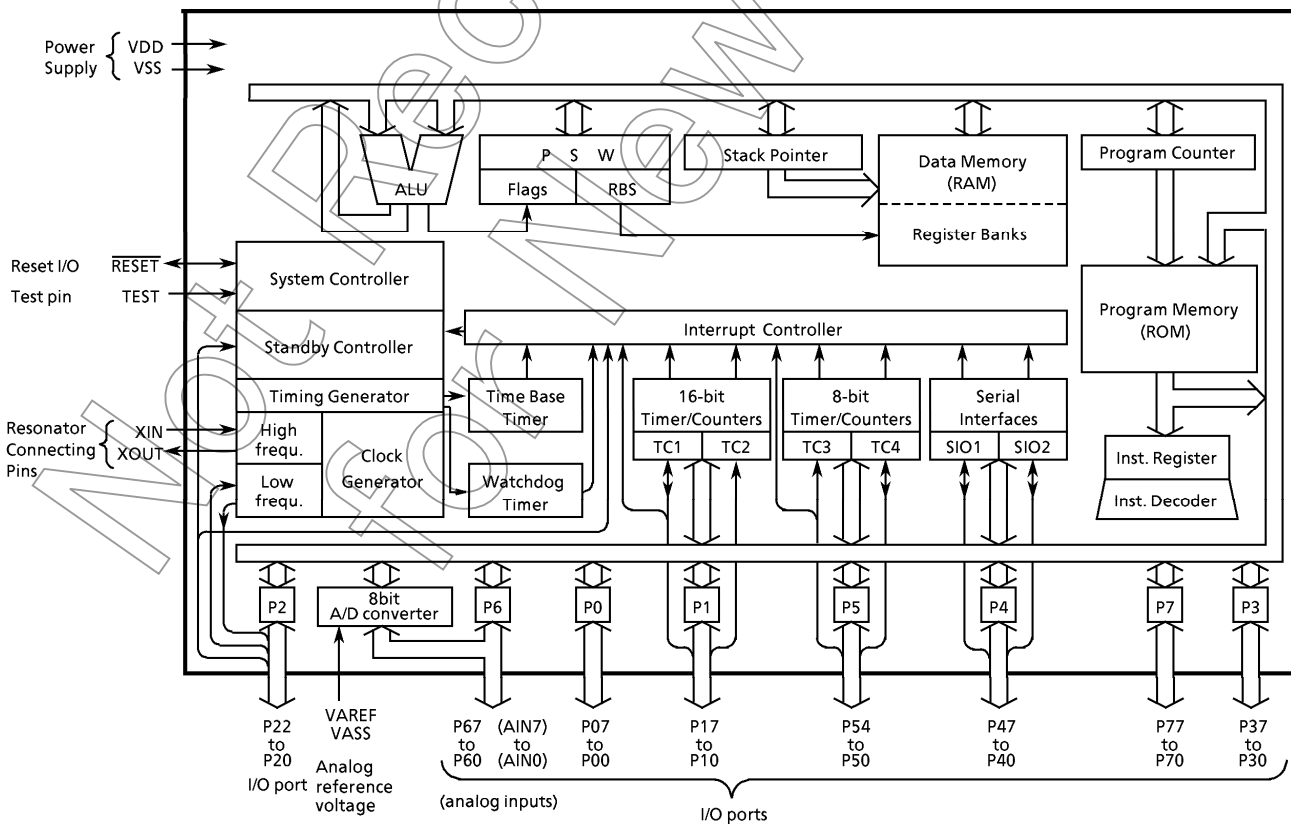 Power
Supply
VDD
VSS
ALU
P S W
Flags
RBS
Stack Pointer
Data Memory
(RAM)
Register Banks
Program Counter
Reset I/O
RESET
Test pin
TEST
System Controller
Standby Controller
Timing Generator
Interrupt Controller
Program Memory
(ROM)
Time Base
Timer
16-bit
Timer/Counters
TC1
TC2
8-bit
Timer/Counters
TC3
TC4
Serial
Interfaces
SIO1
SIO2
Resonator
Connecting
Pins
XIN
XOUT
High
frequ.
Low
frequ.
Clock
Generator
Watchdog
Timer
Inst. Register
Inst. Decoder
P2
8bit
A/D converter
P6
P0
P1
P5
P4
P7
P3
P22
to
P20
I/O port
VAREF
VASS
Analog
reference
voltage
P67
to
P60
(AIN7)
to
(AIN0)
(analog inputs)
P07
to
P00
P17
to
P10
P54
to
P50
P47
to
P40
P77
to
P70
P37
to
P30
I/O ports
Not
for New